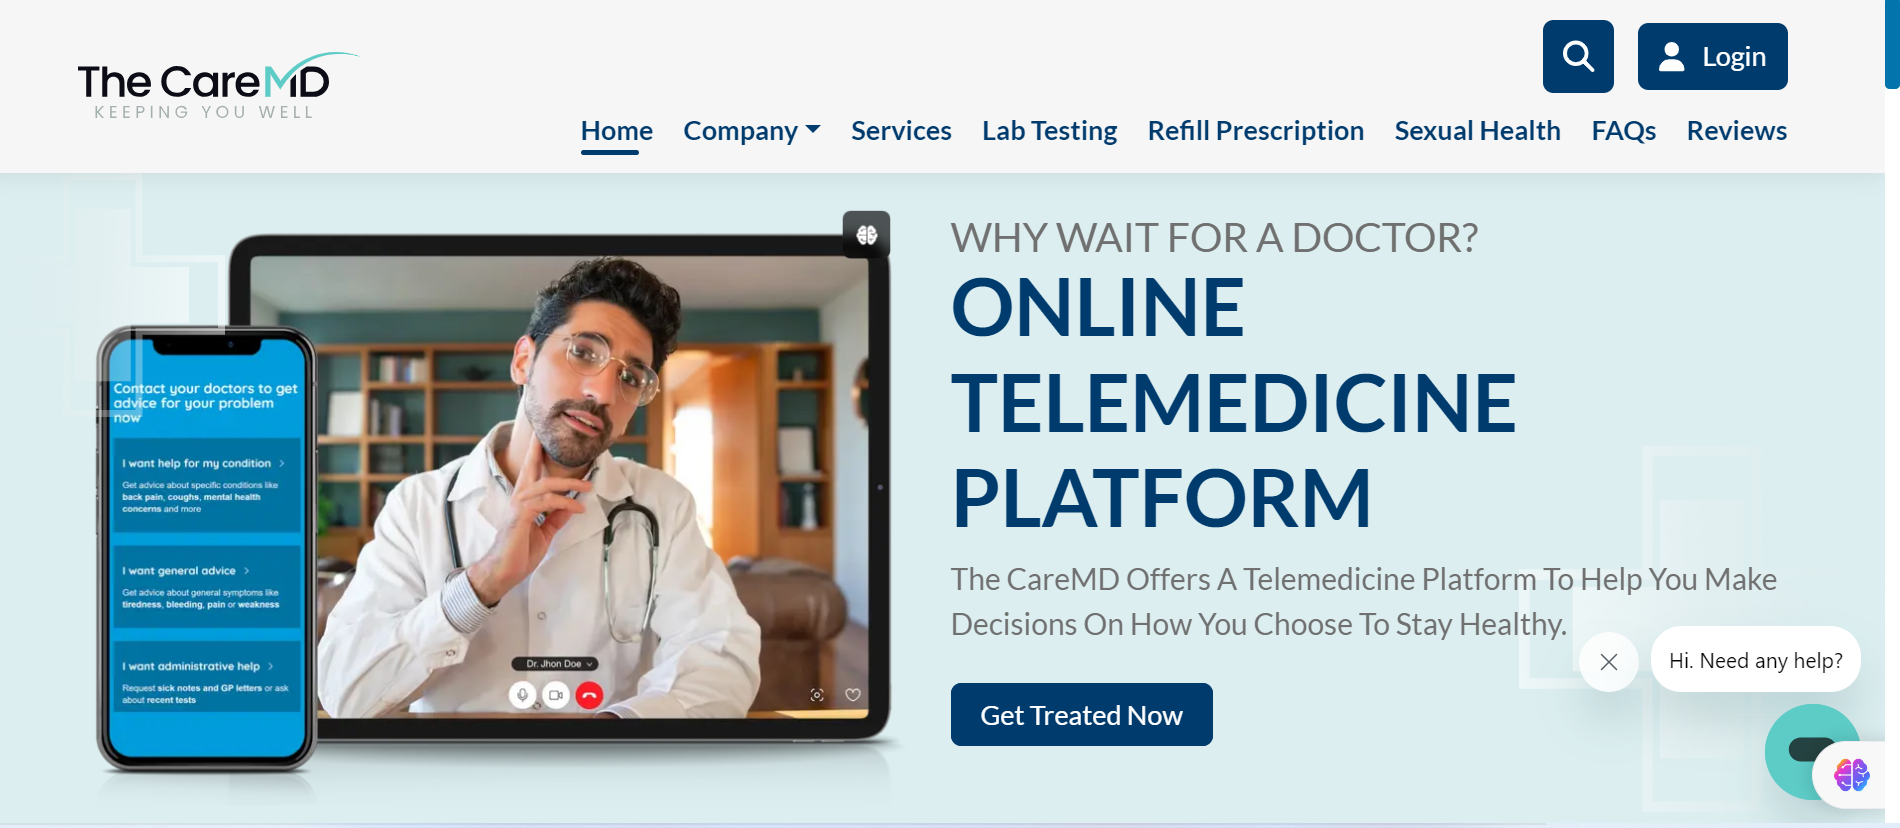 The CareMD
KEEPING YOU WELL
Login
Home Company Services Lab Testing Refill Prescription Sexual Health FAQs Reviews
Contact your doctors to get
advice for your problem
now
I want help for my condition
Get advice about specific conditions like
back pain, coughs, mental health
concerns and more
I want general advice
Get advice about general symptoms like
tiredness, bleeding, pain or weakness
I want administrative help
Request sick notes and GP letters or ask
about recent tests
Dr. Jhon Doe
WHY WAIT FOR A DOCTOR?
ONLINE
TELEMEDICINE
PLATFORM
The CareMD Offers A Telemedicine Platform To Help You Make
Decisions On How You Choose To Stay Healthy.
Get Treated Now
Hi. Need any help?